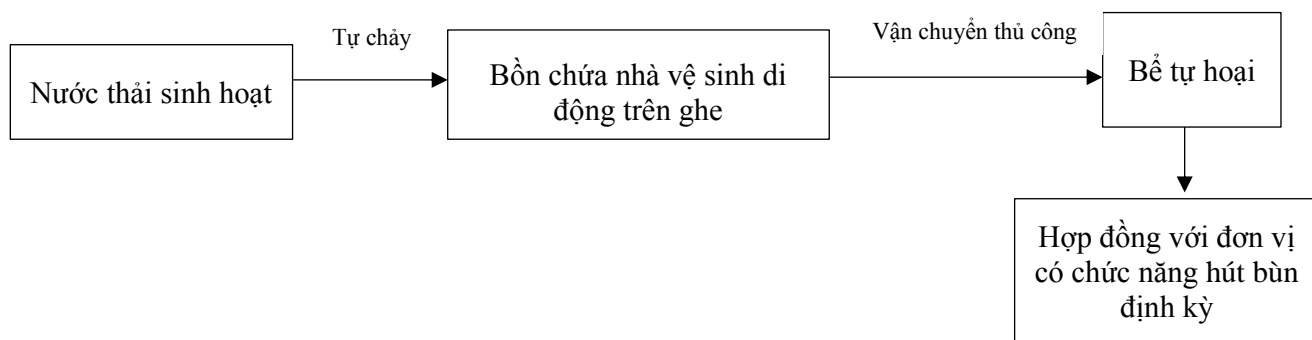 Nước thải sinh hoạt
Tự chảy
Bồn chứa nhà vệ sinh di
động trên ghe
Vận chuyển thủ công
Bể tự hoại
Hợp đồng với đơn vị
có chức năng hút bùn
định kỳ